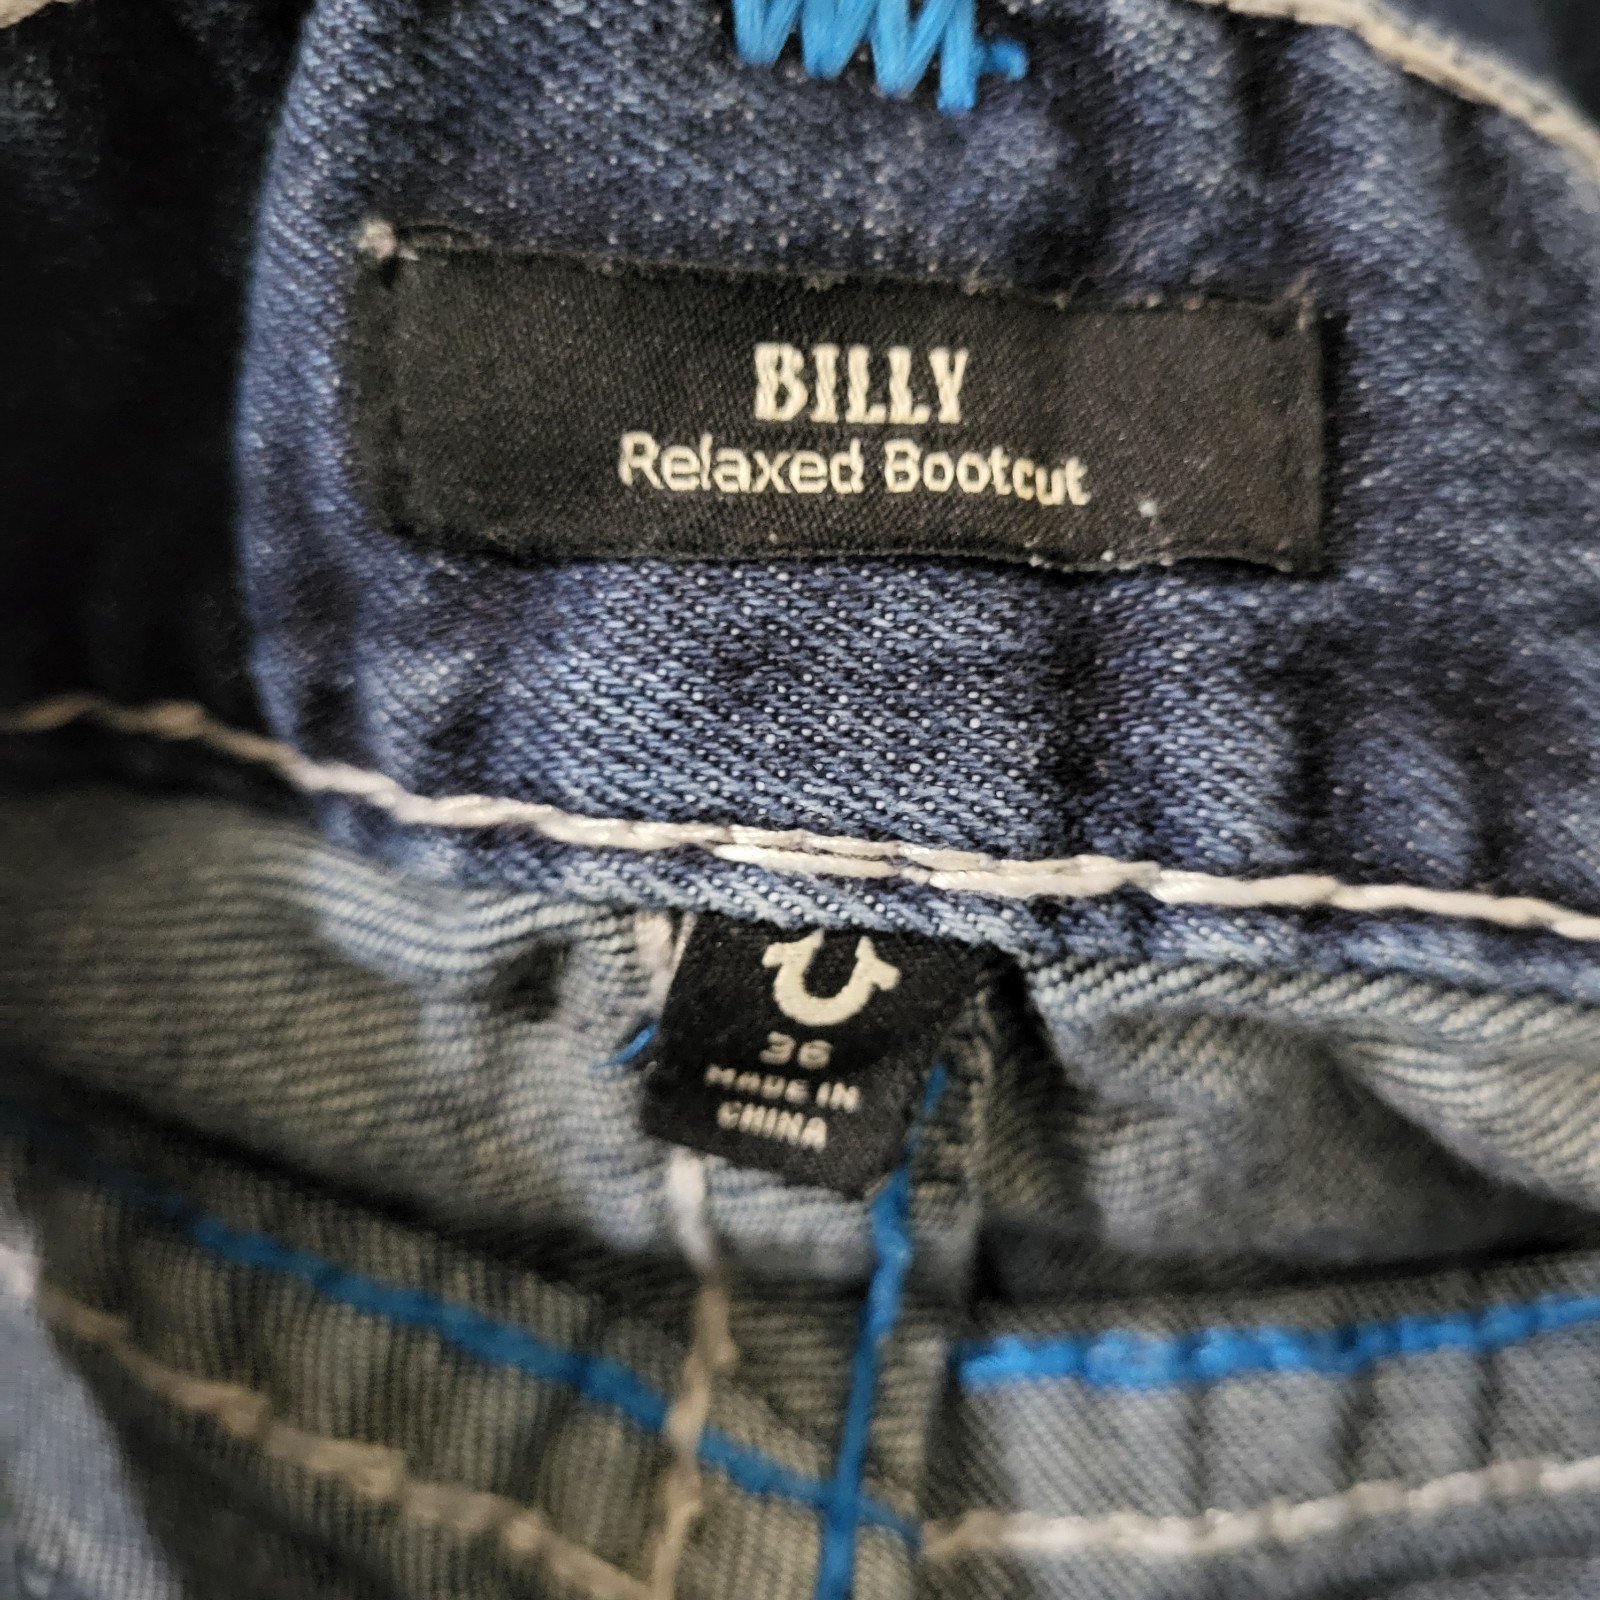 BILLY
Relaxed Bootcut
36
MADE IN
CHINA